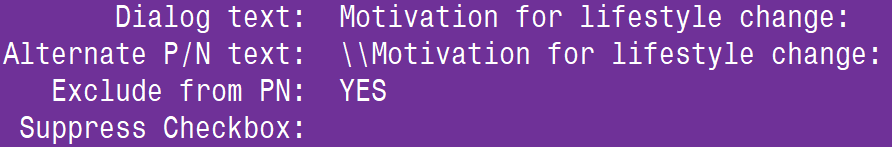 Dialog text: Motivation for lifestyle change:
Alternate P/N text: \\Motivation for lifestyle change:
Exclude from PN: YES
Suppress Checkbox: